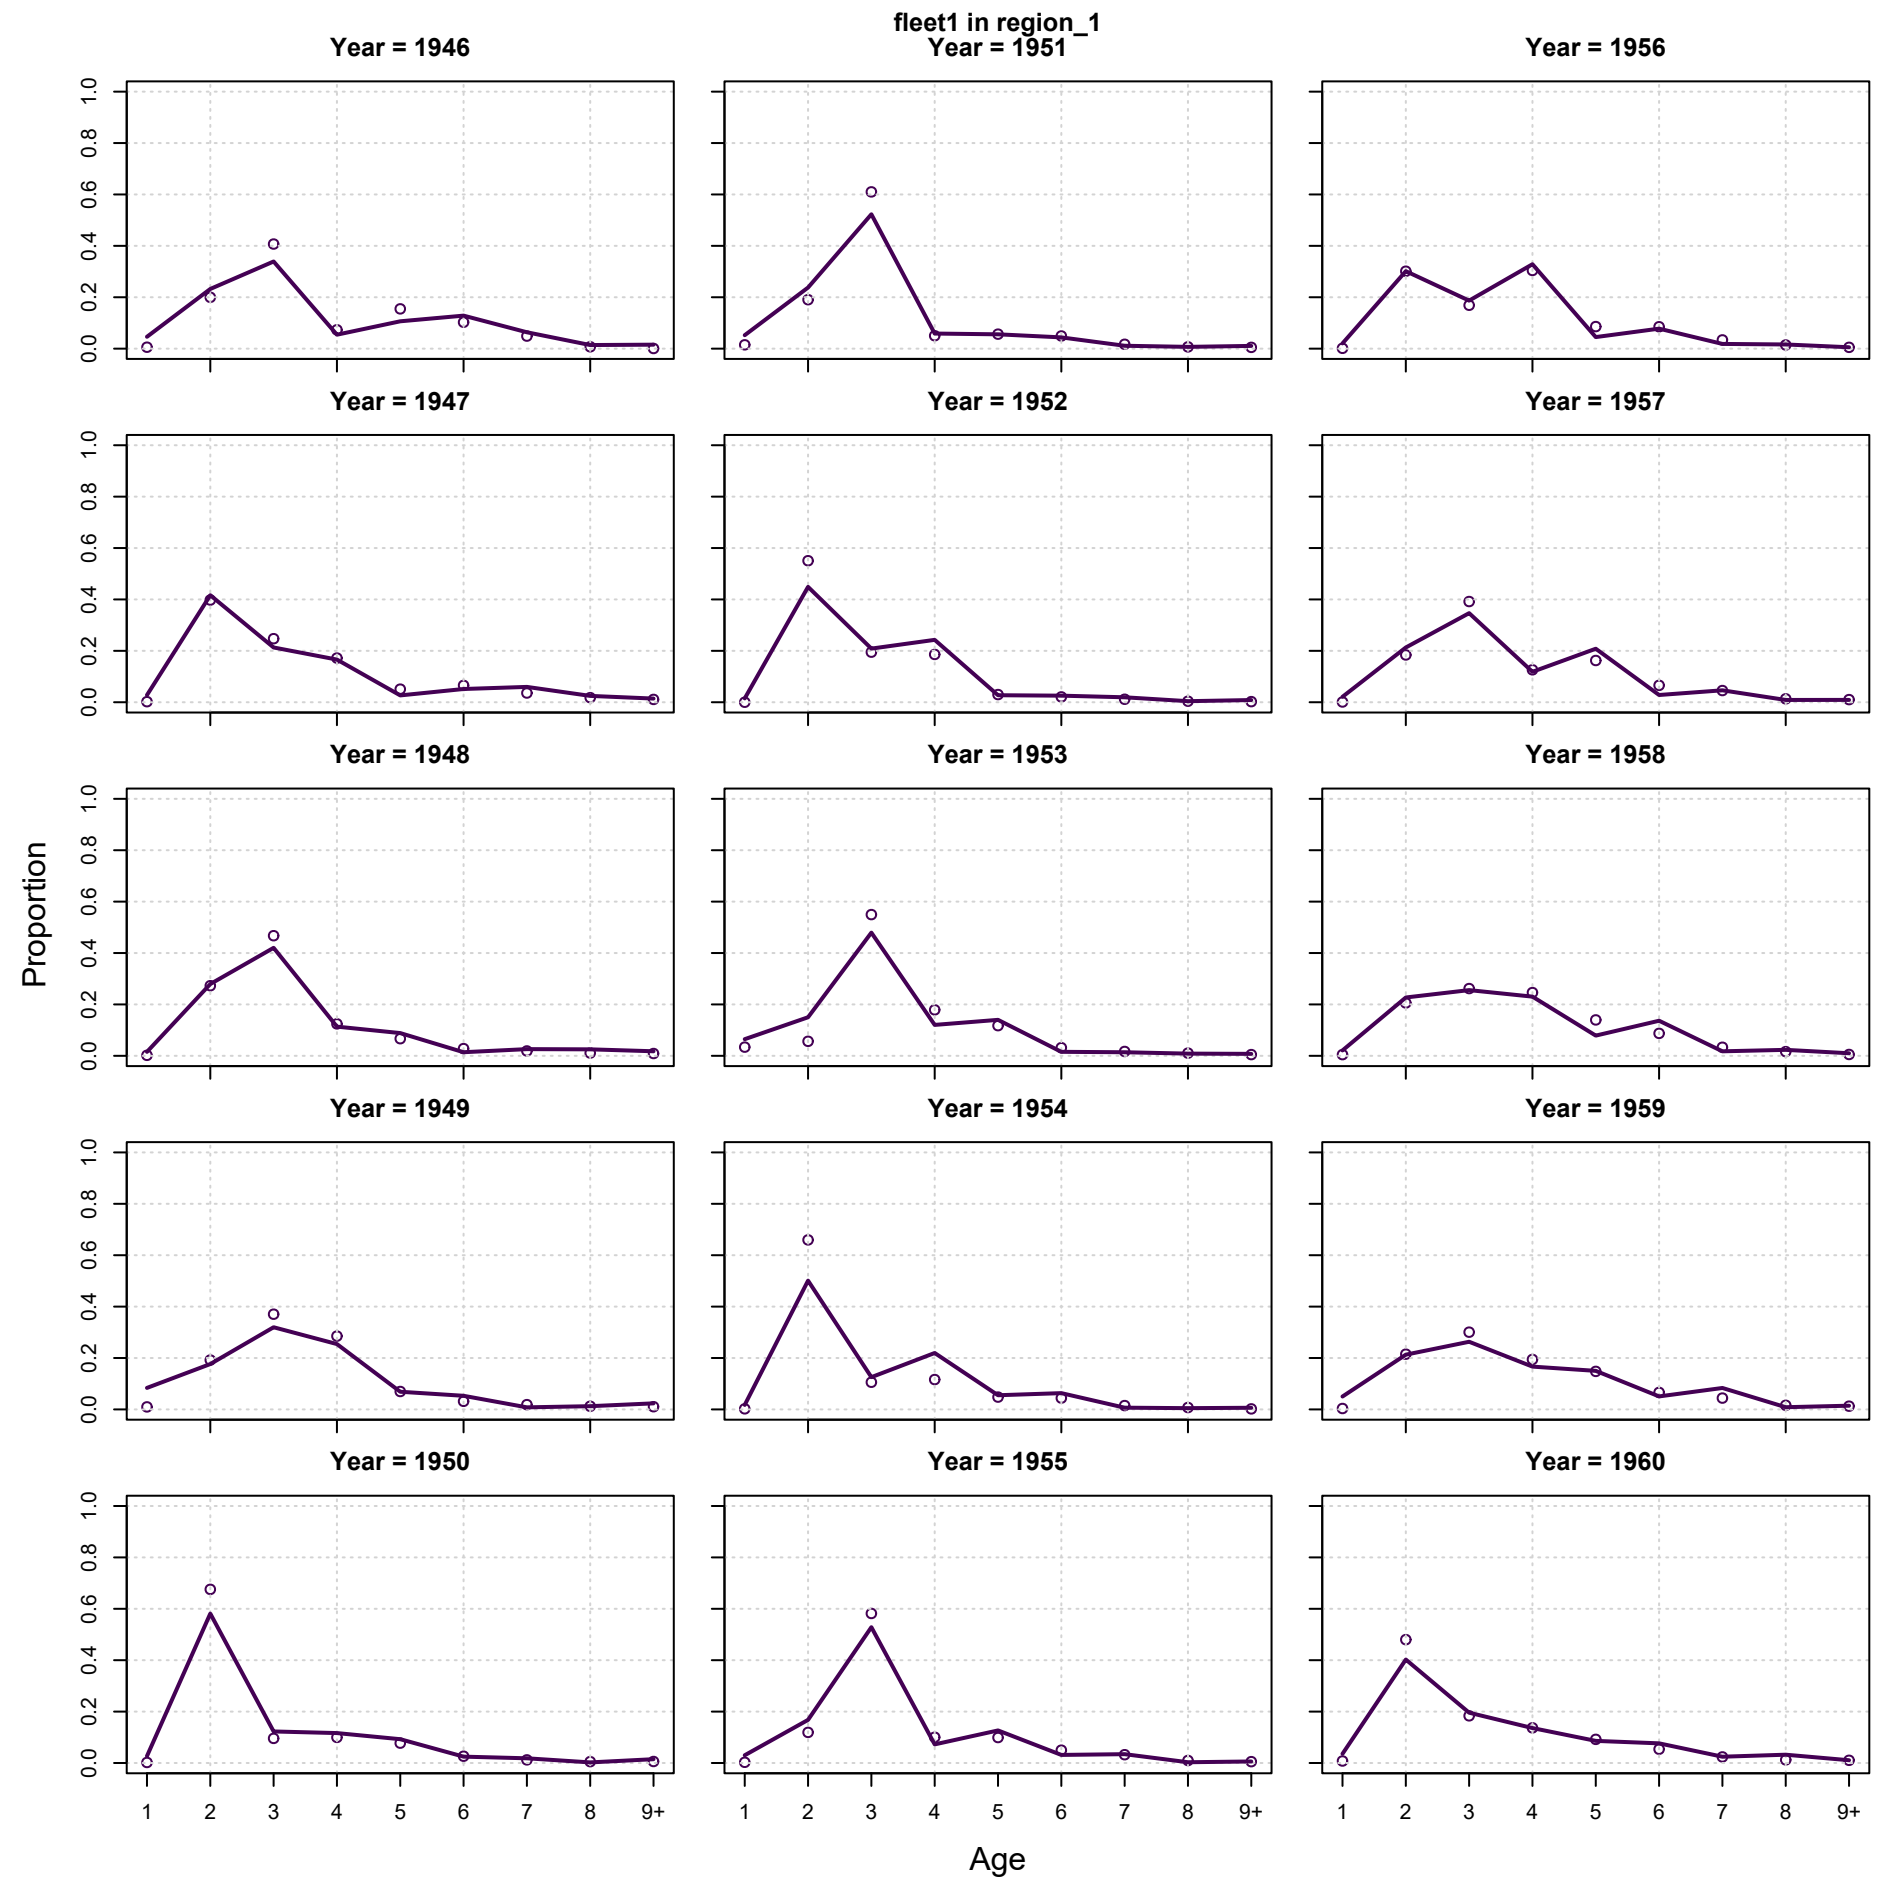 fleet1 in region_1
Year = 1946
Year = 1951
Year = 1956
0.0 0.2 0.4 0.6 0.8 1.0
Year = 1947
Year = 1952
Year = 1957
0.0 0.2 0.4 0.6 0.8 1.0
Year = 1948
Year = 1953
Year = 1958
0.0 0.2 0.4 0.6 0.8 1.0
Proportion
Year = 1949
Year = 1954
Year = 1959
0.0 0.2 0.4 0.6 0.8 1.0
Year = 1950
Year = 1955
Year = 1960
0.0 0.2 0.4 0.6 0.8 1.0
1 2 3 4 5 6 7 8 9+
1 2 3 4 5 6 7 8 9+
1 2 3 4 5 6 7 8 9+
Age